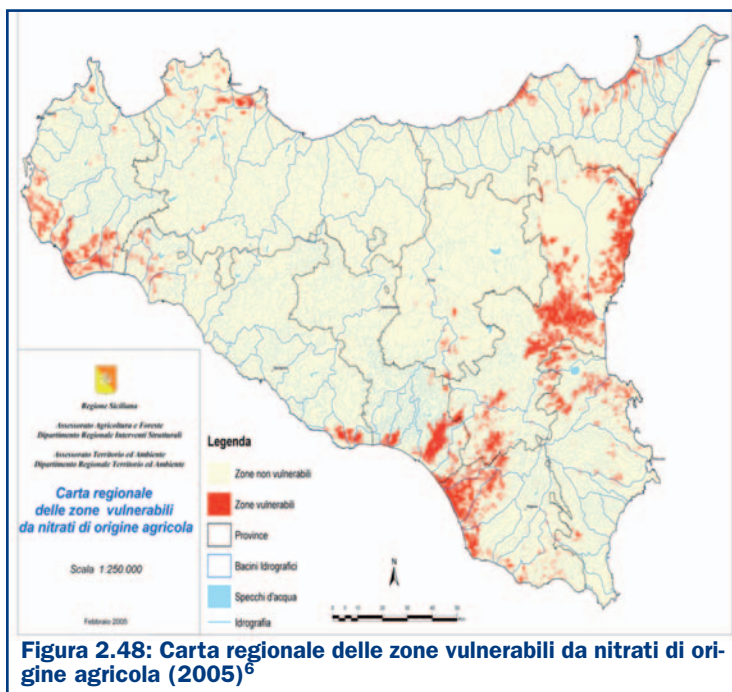 Regione Siciliana
Assessorato Agricoltura e Foreste
Dipartimento Regionale Interventi Strutturali
Assessorato Territorio ed Ambiente
Dipartimento Regionale Territorio ed Ambiente
Carta regionale
delle zone vulnerabili
da nitrati di origine agricola
Scala 1:250.000
Febbraio 2005
Legenda
Zone non vulnerabili
Zone vulnerabili
Province
Bacini Idrografici
Specchi d'acqua
Idrografia
N
Figura 2.48: Carta regionale delle zone vulnerabili da nitrati di ori-
gine agricola (2005)6